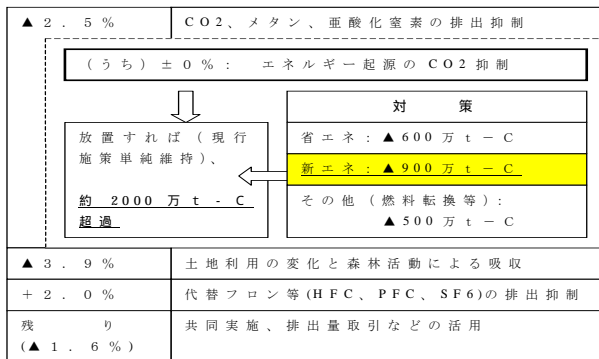 ▲２．５％
CO2、メタン、亜酸化窒素の排出抑制
（うち）±０％： エネルギー起源のCO2抑制
放置すれば（現行
施策単純維持）、
約 2000 万ｔ-Ｃ
超過
対 策
省エネ：▲600万ｔ－Ｃ
新エネ：▲900万ｔ－Ｃ
その他（燃料転換等）：
▲500万ｔ－Ｃ
▲３．９％
土地利用の変化と森林活動による吸収
＋２．０％
代替フロン等(HFC、PFC、SF6)の排出抑制
残 り
(▲１．６％)
共同実施、排出量取引などの活用